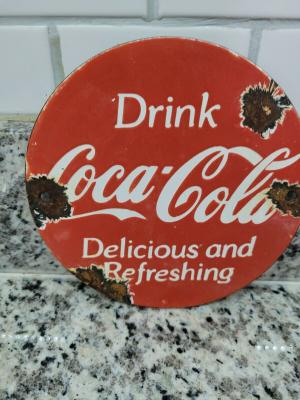 Drink
Coca-Cola
Delicious and
Refreshing